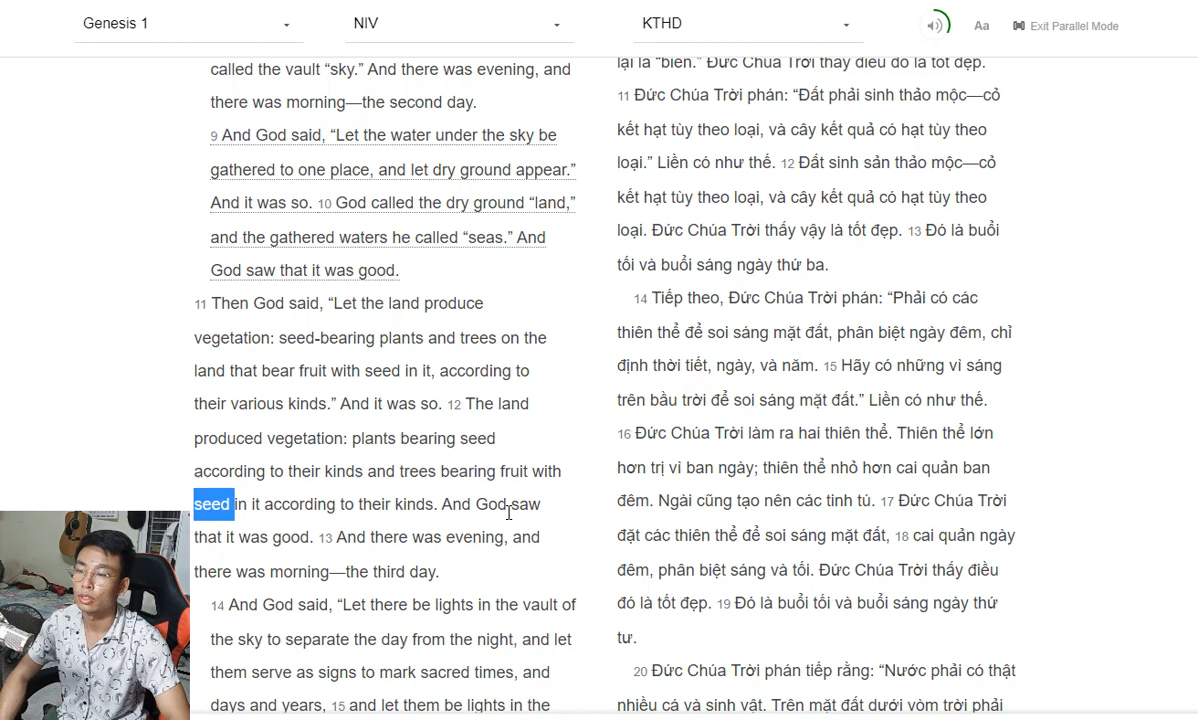 Genesis 1
NIV
KTHD
Aa
Exit Parallel Mode
called the vault “sky.” And there was evening, and
there was morning—the second day.
9 And God said, “Let the water under the sky be
gathered to one place, and let dry ground appear.”
And it was so. 10 God called the dry ground “land,”
and the gathered waters he called “seas.” And
God saw that it was good.
11 Then God said, “Let the land produce
vegetation: seed-bearing plants and trees on the
land that bear fruit with seed in it, according to
their various kinds.” And it was so. 12 The land
produced vegetation: plants bearing seed
according to their kinds and trees bearing fruit with
seed in it according to their kinds. And God saw
that it was good. 13 And there was evening, and
there was morning—the third day.
14 And God said, “Let there be lights in the vault of
the sky to separate the day from the night, and let
them serve as signs to mark sacred times, and
days and years, 15 and let them be lights in the
lại là “biển.” Đức Chúa Trời thấy điều đó là tốt đẹp.
11 Đức Chúa Trời phán: “Đất phải sinh thảo mộc—cỏ
kết hạt tùy theo loại, và cây kết quả có hạt tùy theo
loại.” Liền có như thế. 12 Đất sinh sản thảo mộc—cỏ
kết hạt tùy theo loại, và cây kết quả có hạt tùy theo
loại. Đức Chúa Trời thấy vậy là tốt đẹp. 13 Đó là buổi
tối và buổi sáng ngày thứ ba.
14 Tiếp theo, Đức Chúa Trời phán: “Phải có các
thiên thể để soi sáng mặt đất, phân biệt ngày đêm, chỉ
định thời tiết, ngày, và năm. 15 Hãy có những vì sáng
trên bầu trời để soi sáng mặt đất.” Liền có như thế.
16 Đức Chúa Trời làm ra hai thiên thể. Thiên thể lớn
hơn trị vì ban ngày; thiên thể nhỏ hơn cai quản ban
đêm. Ngài cũng tạo nên các tinh tú. 17 Đức Chúa Trời
đặt các thiên thể để soi sáng mặt đất, 18 cai quản ngày
đêm, phân biệt sáng và tối. Đức Chúa Trời thấy điều
đó là tốt đẹp. 19 Đó là buổi tối và buổi sáng ngày thứ
tư.
20 Đức Chúa Trời phán tiếp rằng: “Nước phải có thật
nhiều cá và sinh vật. Trên mặt đất dưới vòm trời phải